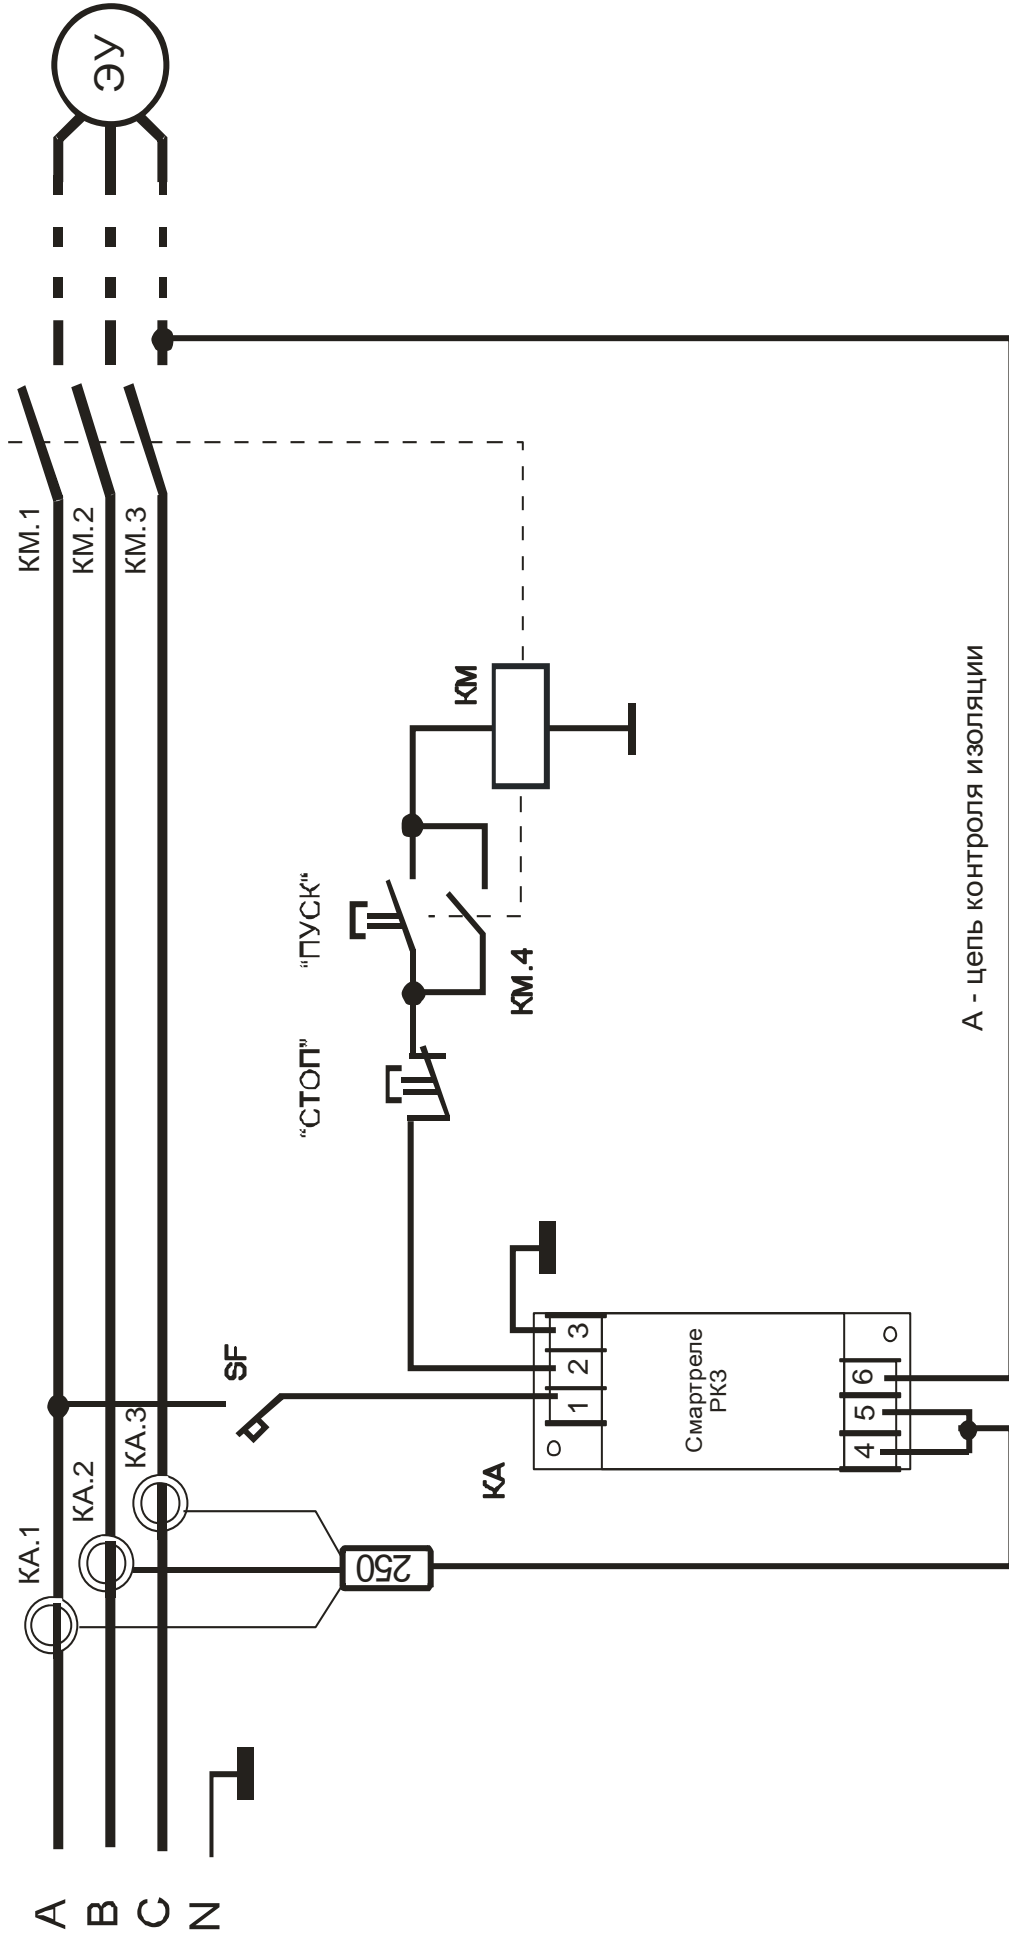 ЭУ
КМ.1
КМ.2
КМ.3
КМ
"ПУСК"
КМ.4
"СТОП"
А - цепь контроля изоляции
SF
КА.1
КА.2
КА.3
КА
1
2
3
Смартреле
РК3
4
5
6
250
A
B
C
N